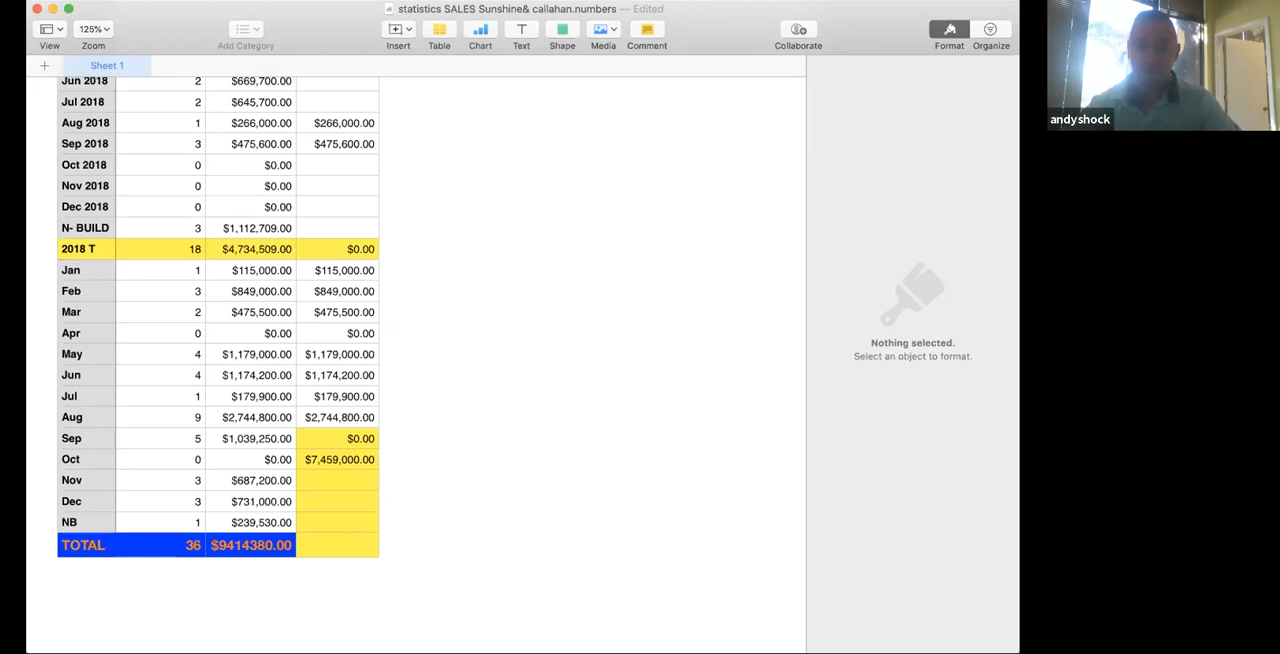 statistics SALES Sunshine& callahan.numbers — Edited
125%
View Zoom Add Category Insert Table Chart Text Shape Media Comment Collaborate Format Organize
Sheet 1
Jun 2018 2 $669,700.00
Jul 2018 2 $645,700.00
Aug 2018 1 $266,000.00 $266,000.00
Sep 2018 3 $475,600.00 $475,600.00
Oct 2018 0 $0.00
Nov 2018 0 $0.00
Dec 2018 0 $0.00
N- BUILD 3 $1,112,709.00
2018 T 18 $4,734,509.00 $0.00
Jan 1 $115,000.00 $115,000.00
Feb 3 $849,000.00 $849,000.00
Mar 2 $475,500.00 $475,500.00
Apr 0 $0.00 $0.00
May 4 $1,179,000.00 $1,179,000.00
Jun 4 $1,174,200.00 $1,174,200.00
Jul 1 $179,900.00 $179,900.00
Aug 9 $2,744,800.00 $2,744,800.00
Sep 5 $1,039,250.00 $0.00
Oct 0 $0.00 $7,459,000.00
Nov 3 $687,200.00
Dec 3 $731,000.00
NB 1 $239,530.00
TOTAL 36 $9414380.00
Nothing selected.
Select an object to format.
andyshock